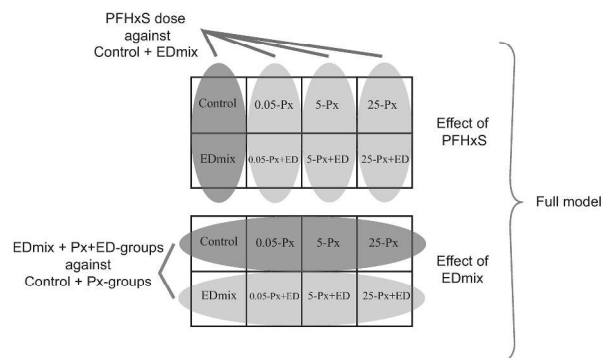 PFHxS dose
against
Control + EDmix
Control 0.05-Px 5-Px 25-Px
EDmix 0.05-Px+ED 5-Px+ED 25-Px+ED
Effect of
PFHxS
Control 0.05-Px 5-Px 25-Px
EDmix 0.05-Px+ED 5-Px+ED 25-Px+ED
EDmix + Px+ED-groups
against
Control + Px-groups
Effect of
EDmix
Full model